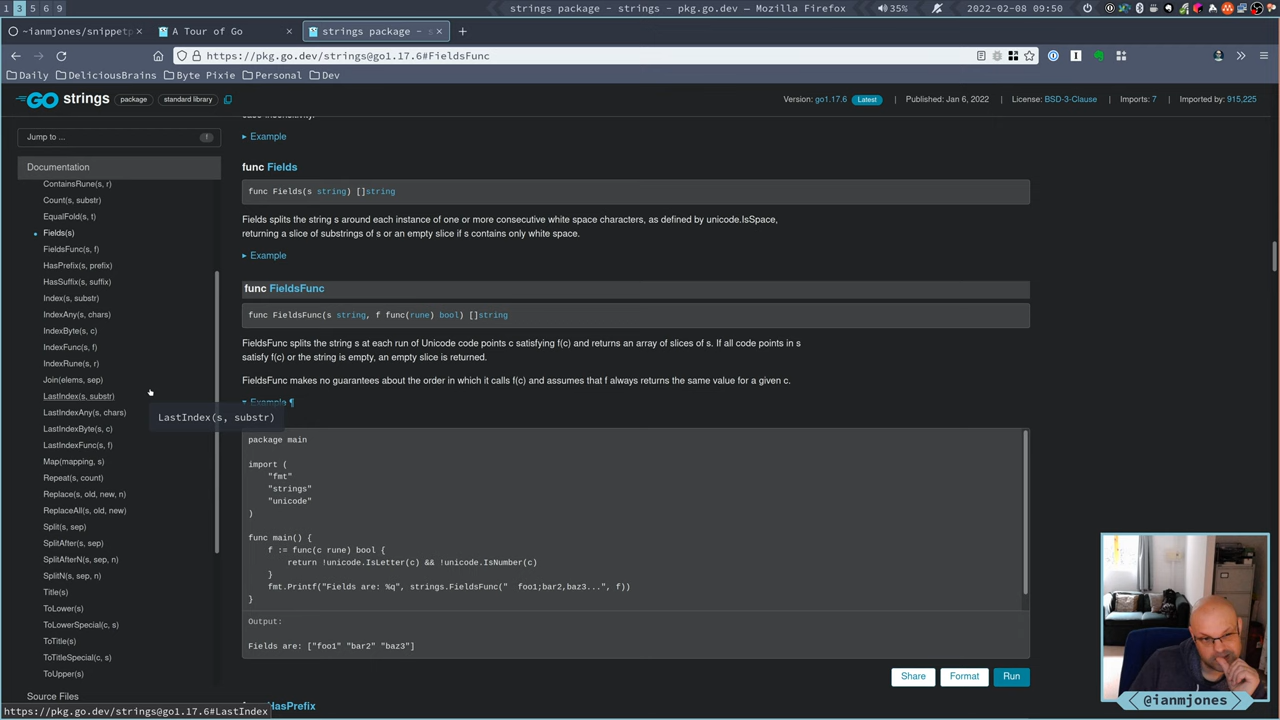 1 3 5 6 9
strings package - strings - pkg.go.dev — Mozilla Firefox
35%
2022-02-08 09:50
~ianmjones/snippetp
A Tour of Go
strings package - s
https://pkg.go.dev/strings@go1.17.6#FieldsFunc
Daily DeliciousBrains Byte Pixie Personal Dev
GO strings package standard library
Version: go1.17.6 Latest Published: Jan 6, 2022 License: BSD-3-Clause Imports: 7 Imported by: 915,225
Jump to ... f
Documentation
ContainsRune(s, r)
Count(s, substr)
EqualFold(s, t)
Fields(s)
FieldsFunc(s, f)
HasPrefix(s, prefix)
HasSuffix(s, suffix)
Index(s, substr)
IndexAny(s, chars)
IndexByte(s, c)
IndexFunc(s, f)
IndexRune(s, r)
Join(elems, sep)
LastIndex(s, substr)
LastIndexAny(s, chars)
LastIndexByte(s, c)
LastIndexFunc(s, f)
Map(mapping, s)
Repeat(s, count)
Replace(s, old, new, n)
ReplaceAll(s, old, new)
Split(s, sep)
SplitAfter(s, sep)
SplitAfterN(s, sep, n)
SplitN(s, sep, n)
Title(s)
ToLower(s)
ToLowerSpecial(c, s)
ToTitle(s)
ToTitleSpecial(c, s)
ToUpper(s)
Source Files
LastIndex(s, substr)
https://pkg.go.dev/strings@go1.17.6#LastIndex
case-insensitivity.
Example
func Fields
func Fields(s string) []string
Fields splits the string s around each instance of one or more consecutive white space characters, as defined by unicode.IsSpace,
returning a slice of substrings of s or an empty slice if s contains only white space.
Example
func FieldsFunc
func FieldsFunc(s string, f func(rune) bool) []string
FieldsFunc splits the string s at each run of Unicode code points c satisfying f(c) and returns an array of slices of s. If all code points in s
satisfy f(c) or the string is empty, an empty slice is returned.
FieldsFunc makes no guarantees about the order in which it calls f(c) and assumes that f always returns the same value for a given c.
Example ¶
package main
import (
"fmt"
"strings"
"unicode"
)
func main() {
f := func(c rune) bool {
return !unicode.IsLetter(c) && !unicode.IsNumber(c)
}
fmt.Printf("Fields are: %q", strings.FieldsFunc("  foo1;bar2,baz3...", f))
}
Output:
Fields are: ["foo1" "bar2" "baz3"]
Share Format Run
HasPrefix
@ianmjones